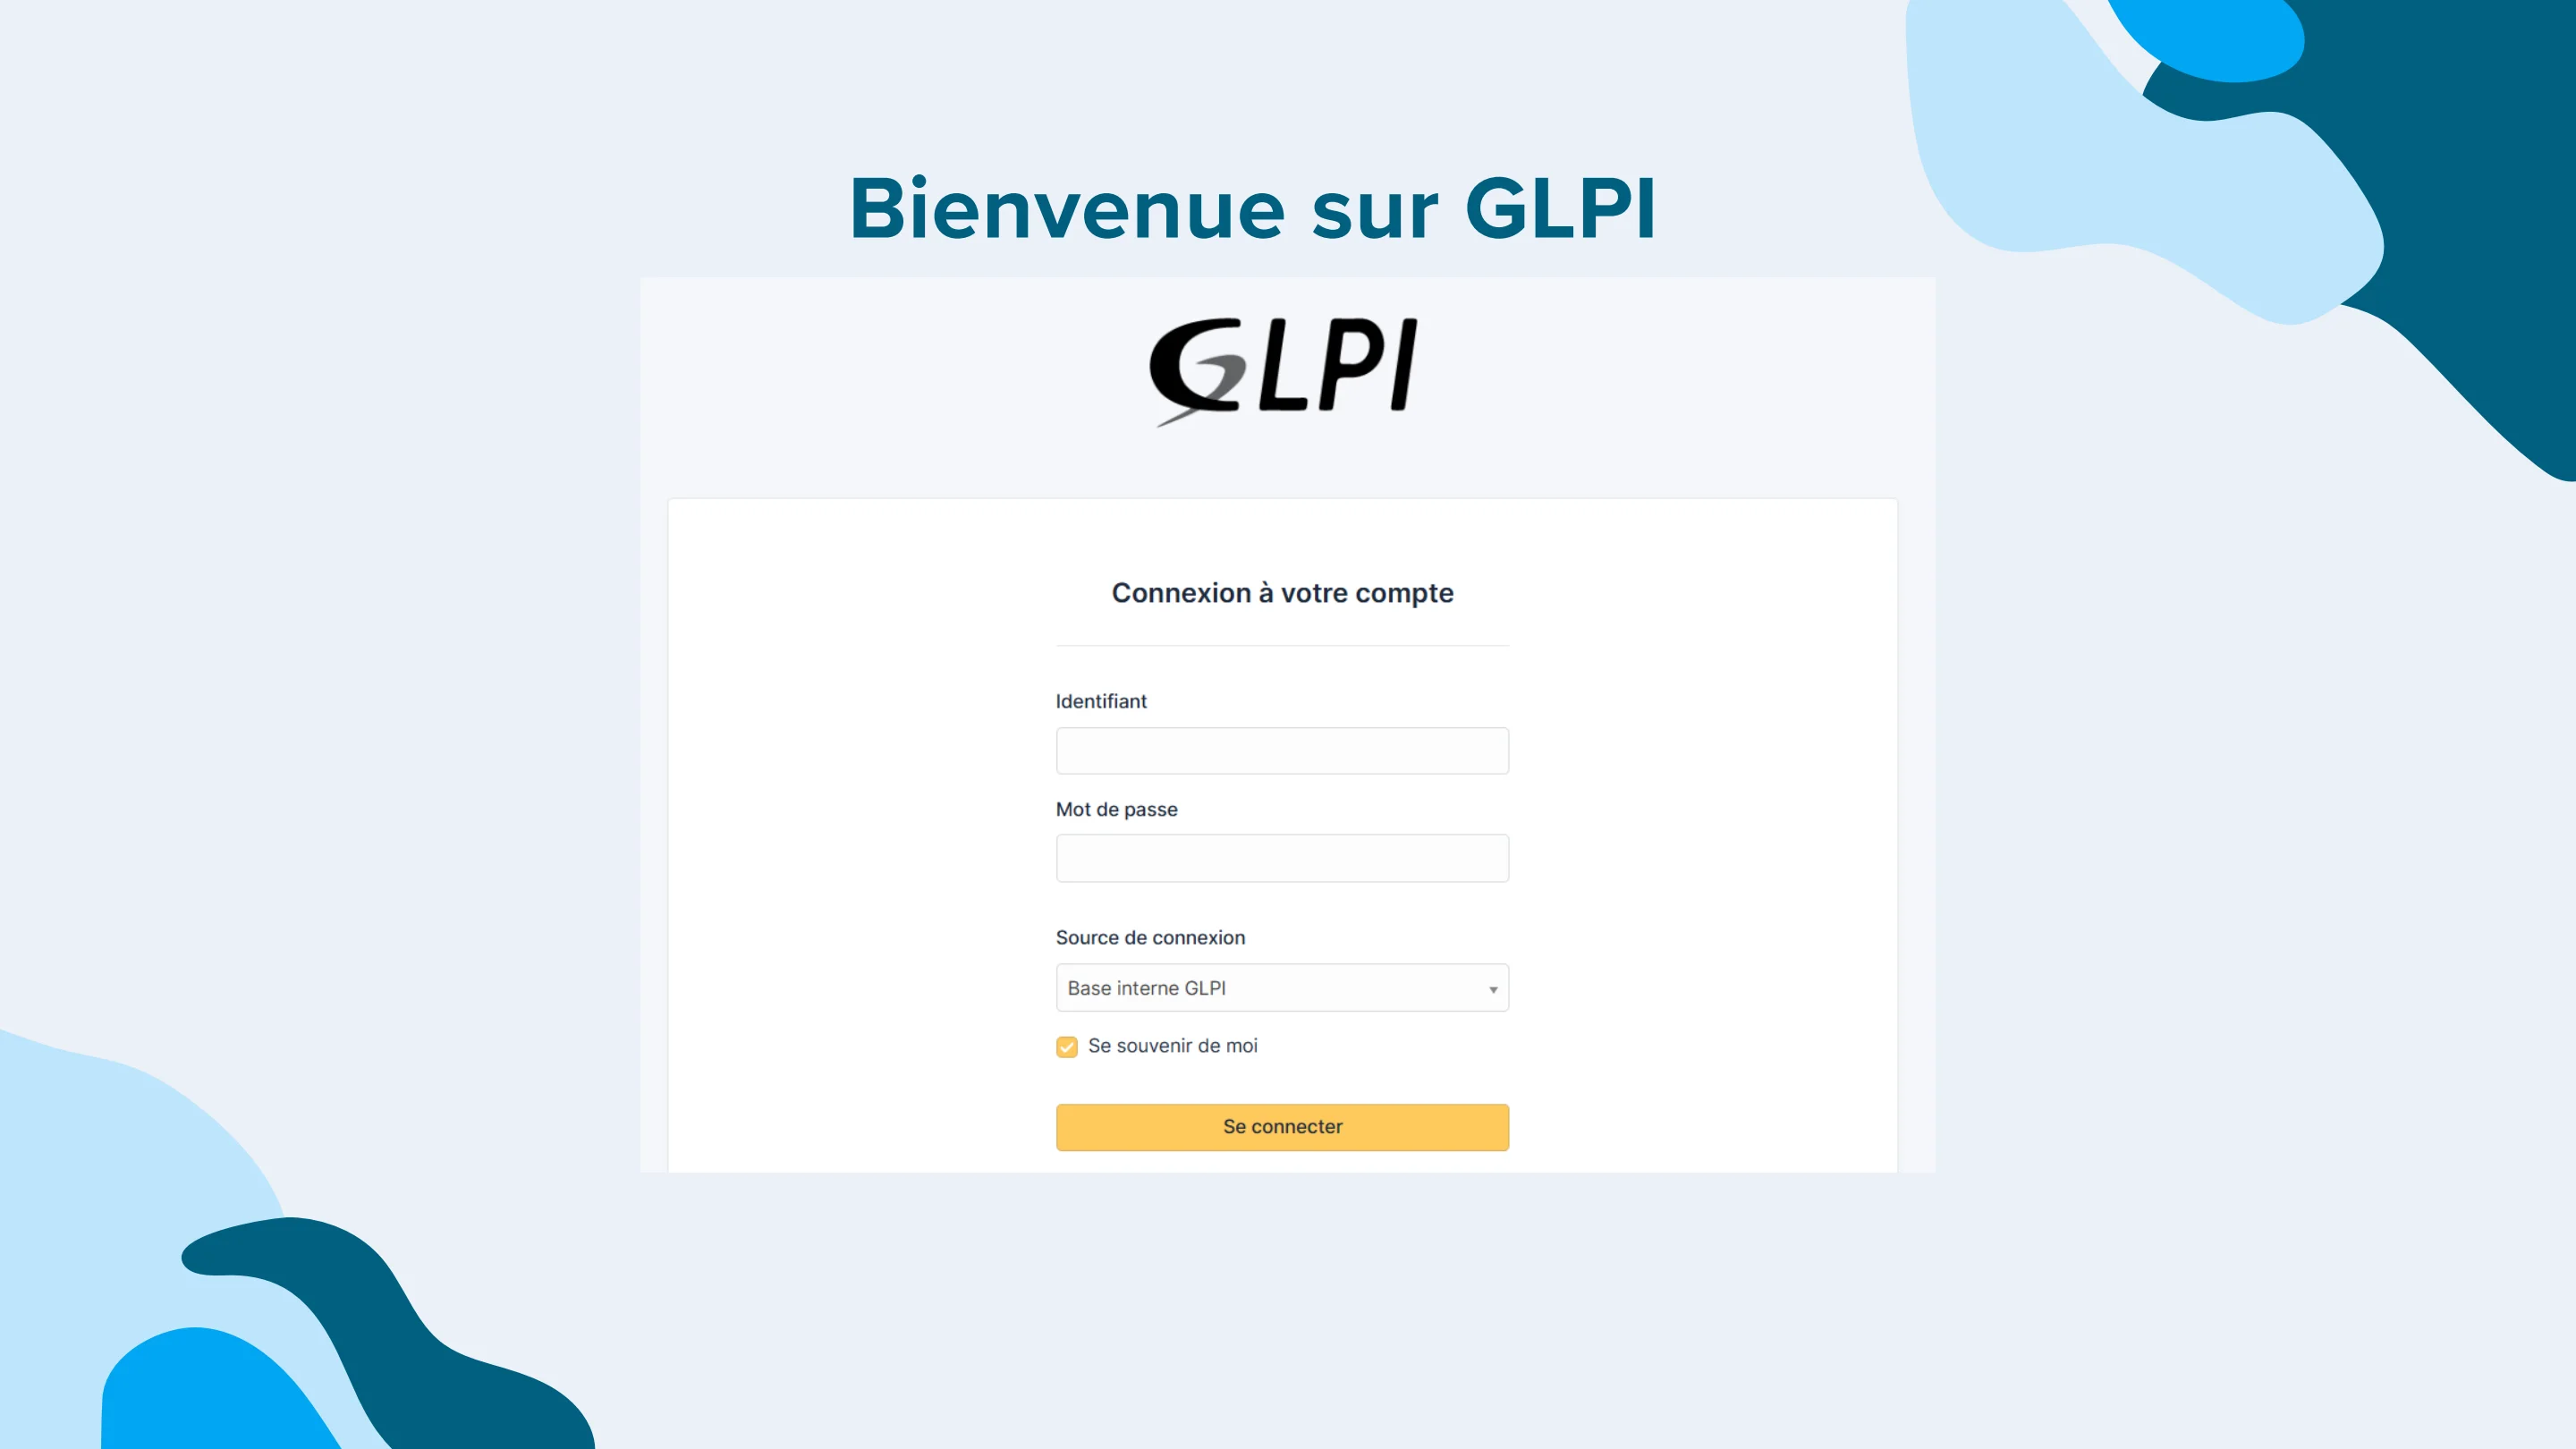 Bienvenue sur GLPI
GLPI
Connexion à votre compte
Identifiant
Mot de passe
Source de connexion
Base interne GLPI
Se souvenir de moi
Se connecter